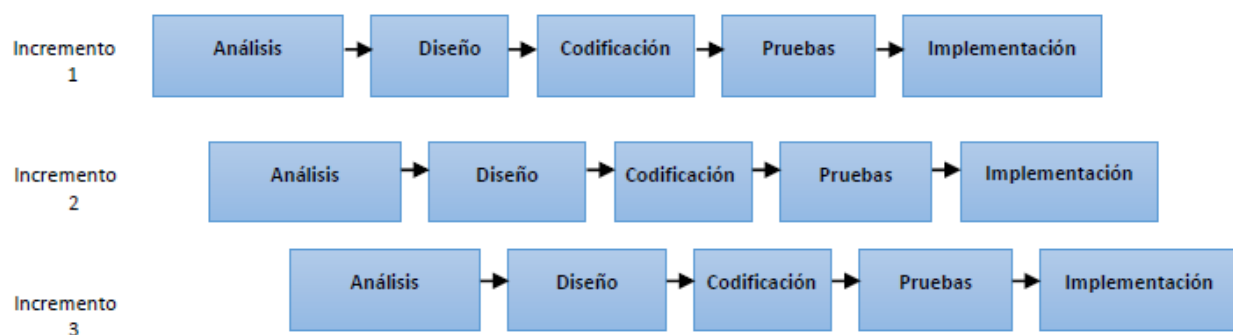 Incremento
1
Análisis
Diseño
Codificación
Pruebas
Implementación
Incremento
2
Análisis
Diseño
Codificación
Pruebas
Implementación
Incremento
3
Análisis
Diseño
Codificación
Pruebas
Implementación